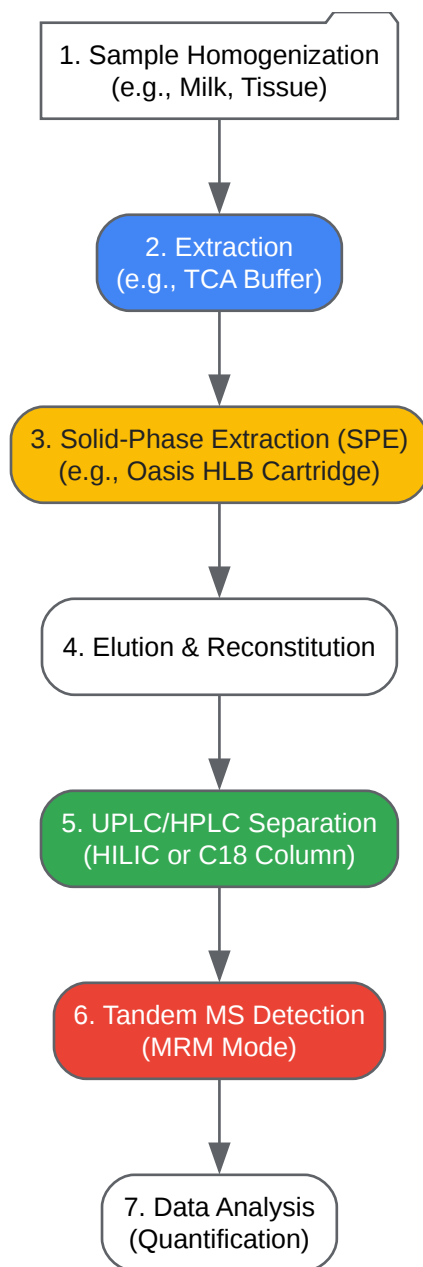 1. Sample Homogenization
(e.g., Milk, Tissue)
2. Extraction
(e.g., TCA Buffer)
3. Solid-Phase Extraction (SPE)
(e.g., Oasis HLB Cartridge)
4. Elution & Reconstitution
5. UPLC/HPLC Separation
(HILIC or C18 Column)
6. Tandem MS Detection
(MRM Mode)
7. Data Analysis
(Quantification)